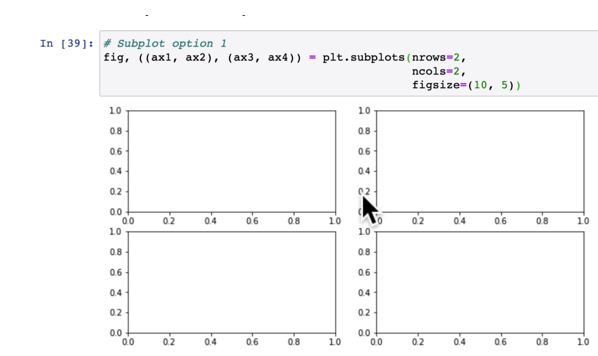 In [39]: # Subplot option 1
fig, ((ax1, ax2), (ax3, ax4)) = plt.subplots(nrows=2,
ncols=2,
figsize=(10, 5))
1.0 1.0
0.8 0.8
0.6 0.6
0.4 0.4
0.2 0.2
0.0
0.0 0.2 0.4 0.6 0.8 1.0 0.2 0.4 0.6 0.8 1.0
1.0 1.0
0.8 0.8
0.6 0.6
0.4 0.4
0.2 0.2
0.0 0.0
0.0 0.2 0.4 0.6 0.8 1.0 0.0 0.2 0.4 0.6 0.8 1.0